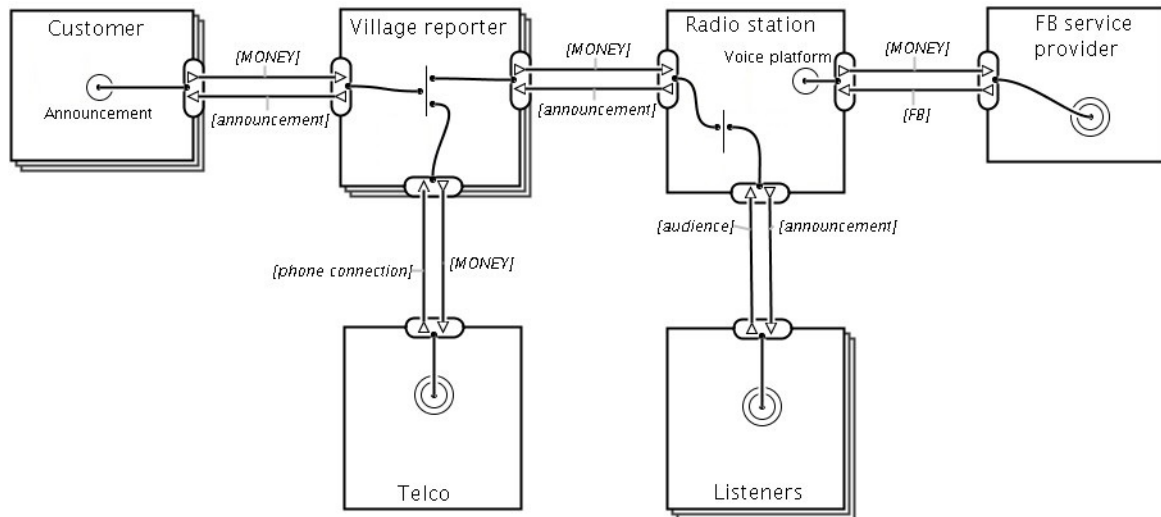 Customer
Village reporter
Radio station
FB service
provider
{MONEY}
{MONEY}
Voice platform
{MONEY}
Announcement
{announcement}
{announcement}
{FB}
{audience}
{announcement}
{phone connection}
{MONEY}
Telco
Listeners